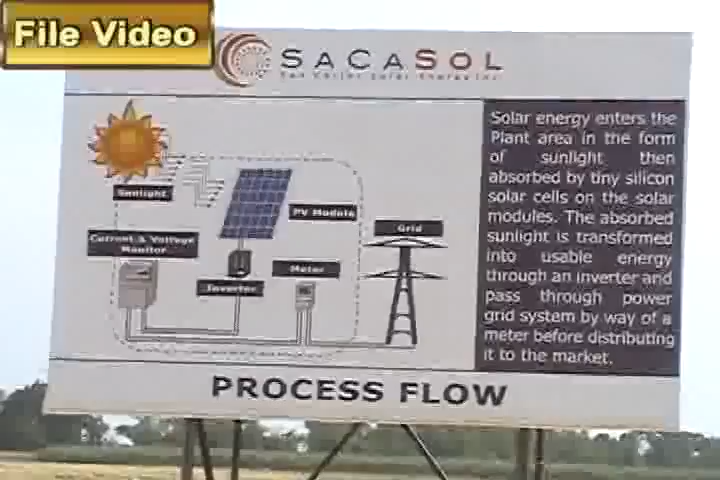 File Video
SACASOL
San Carlos Solar Energy Inc.
Sunlight
PV Module
Current & Voltage
Monitor
Inverter
Meter
Grid
Solar energy enters the
Plant area in the form
of sunlight then
absorbed by tiny silicon
solar cells on the solar
modules. The absorbed
sunlight is transformed
into usable energy
through an inverter and
pass through power
grid system by way of a
meter before distributing
it to the market.
PROCESS FLOW